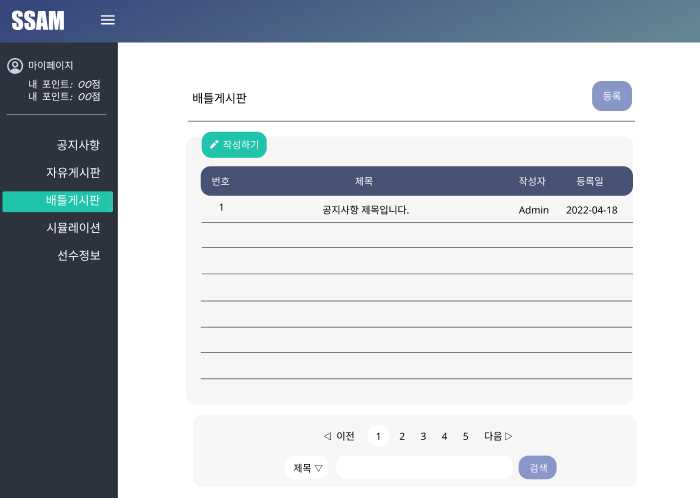 SSAM
마이페이지
내 포인트: 00점
내 포인트: 00점
공지사항
자유게시판
배틀게시판
시뮬레이션
선수정보
배틀게시판
등록
작성하기
번호 제목 작성자 등록일
1 공지사항 제목입니다. Admin 2022-04-18
◁ 이전 1 2 3 4 5 다음 ▷
제목 ▽ 검색